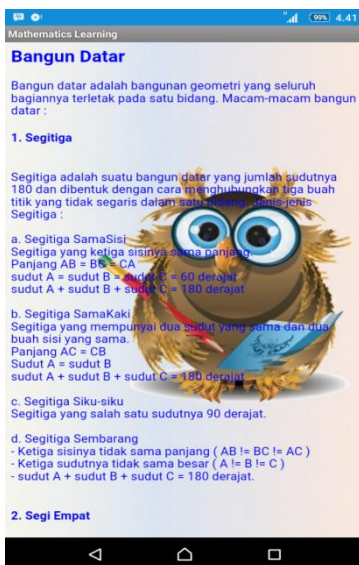 99% 4.41
Mathematics Learning
Bangun Datar
Bangun datar adalah bangunan geometri yang seluruh
bagiannya terletak pada satu bidang. Macam-macam bangun
datar :
1. Segitiga
Segitiga adalah suatu bangun datar yang jumlah sudutnya
180 dan dibentuk dengan cara menghubungkan tiga buah
titik yang tidak segaris dalam satu bidang. Jenis-jenis
Segitiga :
a. Segitiga SamaSisi
Segitiga yang ketiga sisinya sama panjang.
Panjang AB = BC = CA
sudut A = sudut B = sudut C = 60 derajat
sudut A + sudut B + sudut C = 180 derajat
b. Segitiga SamaKaki
Segitiga yang mempunyai dua sudut yang sama dan dua
buah sisi yang sama.
Panjang AC = CB
Sudut A = sudut B
sudut A + sudut B + sudut C = 180 derajat
c. Segitiga Siku-siku
Segitiga yang salah satu sudutnya 90 derajat.
d. Segitiga Sembarang
- Ketiga sisinya tidak sama panjang ( AB != BC != AC )
- Ketiga sudutnya tidak sama besar ( A != B != C )
- sudut A + sudut B + sudut C = 180 derajat.
2. Segi Empat